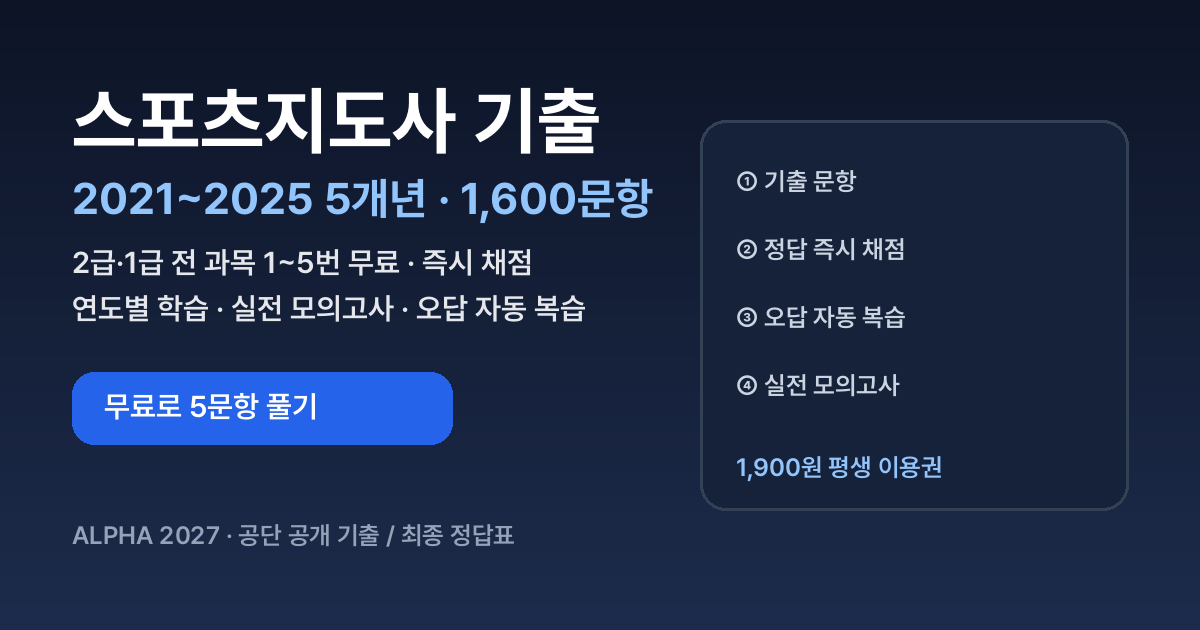 스포츠지도사 기출
2021~2025 5개년 · 1,600문항
2급·1급 전 과목 1~5번 무료 · 즉시 채점
연도별 학습 · 실전 모의고사 · 오답 자동 복습
무료로 5문항 풀기
ALPHA 2027 · 공단 공개 기출 / 최종 정답표
① 기출 문항
② 정답 즉시 채점
③ 오답 자동 복습
④ 실전 모의고사
1,900원 평생 이용권